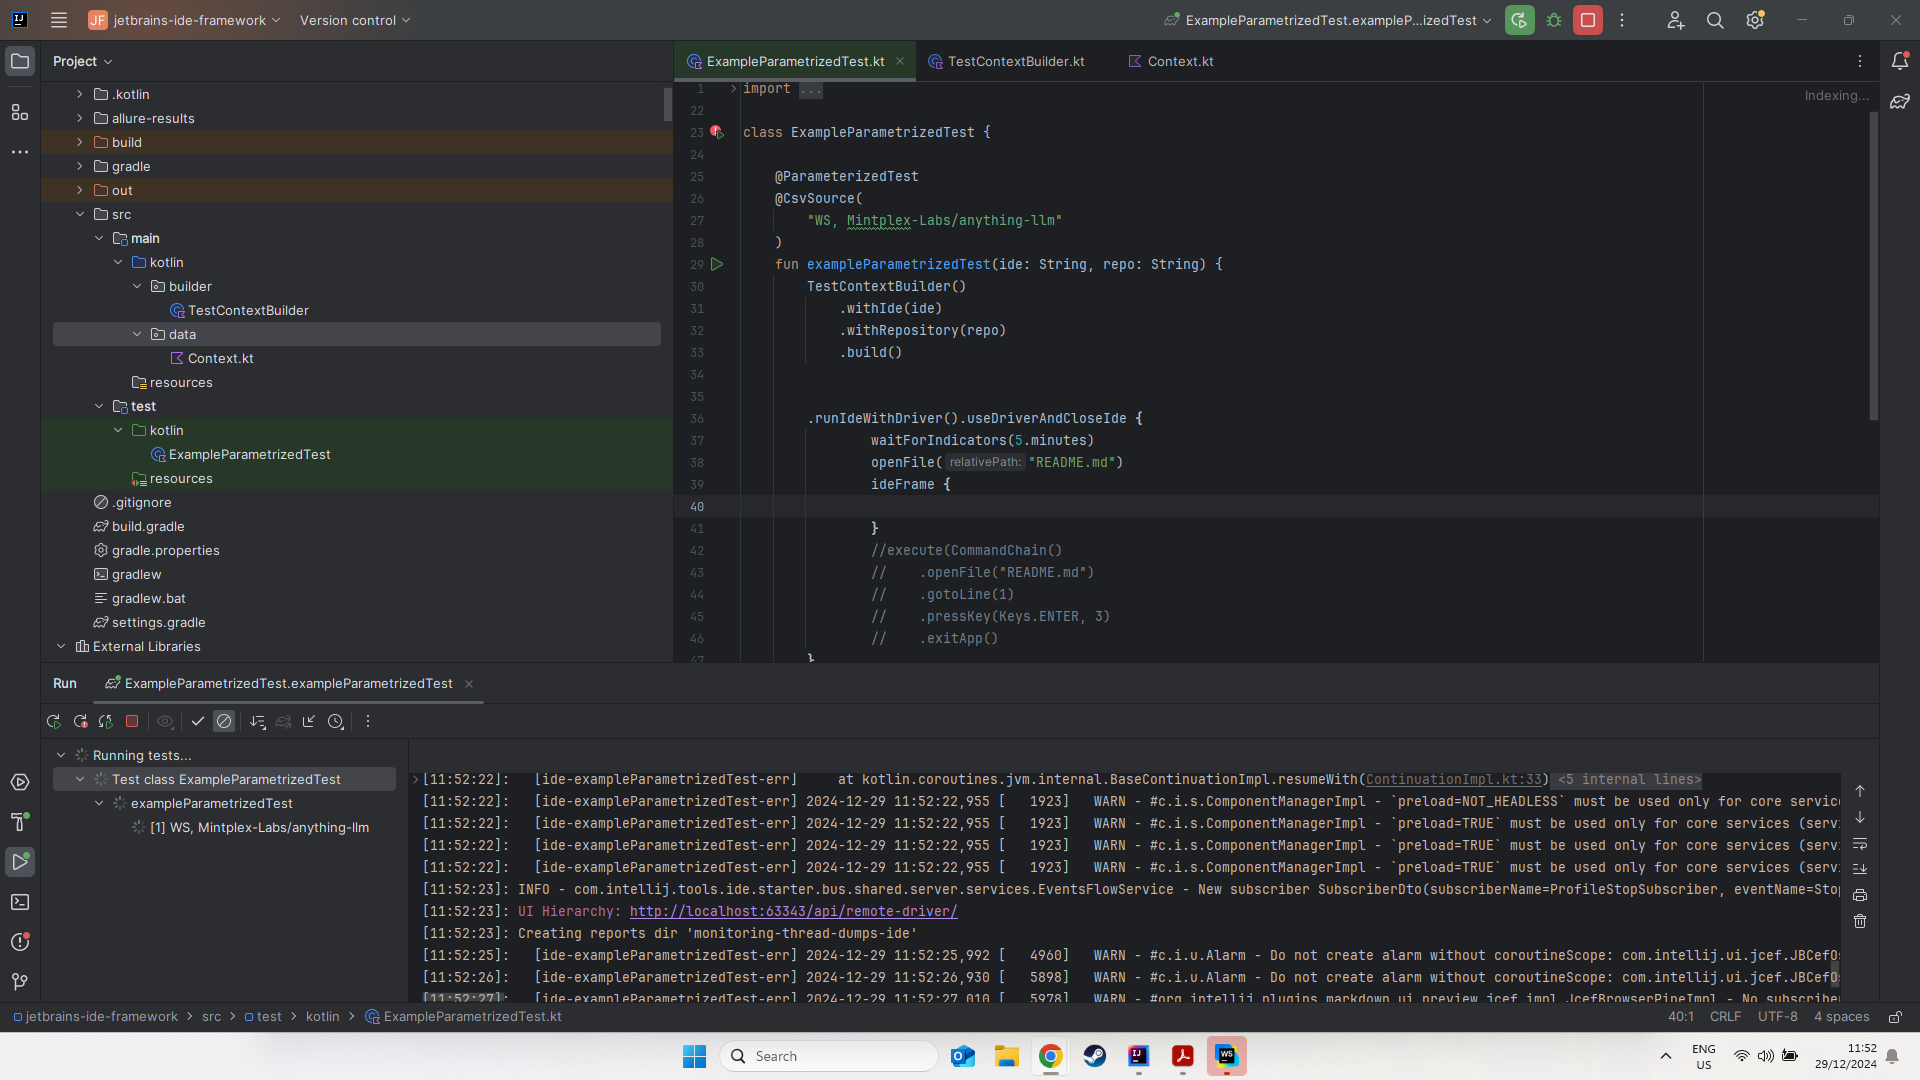 JF jetbrains-ide-framework
Version control
ExampleParametrizedTest.exampleP...izedTest
Project
ExampleParametrizedTest.kt
TestContextBuilder.kt
Context.kt
.kotlin
allure-results
build
gradle
out
src
main
kotlin
builder
TestContextBuilder
data
Context.kt
resources
test
kotlin
ExampleParametrizedTest
resources
.gitignore
build.gradle
gradle.properties
gradlew
gradlew.bat
settings.gradle
External Libraries
Indexing...
1 import ...
22
23 class ExampleParametrizedTest {
24
25 @ParameterizedTest
26 @CsvSource(
27 "WS, Mintplex-Labs/anything-llm"
28 )
29 fun exampleParametrizedTest(ide: String, repo: String) {
30 TestContextBuilder()
31 .withIde(ide)
32 .withRepository(repo)
33 .build()
34
35
36 .runIdeWithDriver().useDriverAndCloseIde {
37 waitForIndicators(5.minutes)
38 openFile( relativePath: "README.md")
39 ideFrame {
40
41 }
42 //execute(CommandChain()
43 // .openFile("README.md")
44 // .gotoLine(1)
45 // .pressKey(Keys.ENTER, 3)
46 // .exitApp()
47 }
Run
ExampleParametrizedTest.exampleParametrizedTest
Running tests...
Test class ExampleParametrizedTest
exampleParametrizedTest
[1] WS, Mintplex-Labs/anything-llm
[11:52:22]: [ide-exampleParametrizedTest-err] at kotlin.coroutines.jvm.internal.BaseContinuationImpl.resumeWith(ContinuationImpl.kt:33) <5 internal lines>
[11:52:22]: [ide-exampleParametrizedTest-err] 2024-12-29 11:52:22,955 [ 1923] WARN - #c.i.s.ComponentManagerImpl - `preload=NOT_HEADLESS` must be used only for core servic
[11:52:22]: [ide-exampleParametrizedTest-err] 2024-12-29 11:52:22,955 [ 1923] WARN - #c.i.s.ComponentManagerImpl - `preload=TRUE` must be used only for core services (serv
[11:52:22]: [ide-exampleParametrizedTest-err] 2024-12-29 11:52:22,955 [ 1923] WARN - #c.i.s.ComponentManagerImpl - `preload=TRUE` must be used only for core services (serv
[11:52:22]: [ide-exampleParametrizedTest-err] 2024-12-29 11:52:22,955 [ 1923] WARN - #c.i.s.ComponentManagerImpl - `preload=TRUE` must be used only for core services (serv
[11:52:23]: INFO - com.intellij.tools.ide.starter.bus.shared.server.services.EventsFlowService - New subscriber SubscriberDto(subscriberName=ProfileStopSubscriber, eventName=Stop
[11:52:23]: UI Hierarchy: http://localhost:63343/api/remote-driver/
[11:52:23]: Creating reports dir 'monitoring-thread-dumps-ide'
[11:52:25]: [ide-exampleParametrizedTest-err] 2024-12-29 11:52:25,992 [ 4960] WARN - #c.i.u.Alarm - Do not create alarm without coroutineScope: com.intellij.ui.jcef.JBCefOs
[11:52:26]: [ide-exampleParametrizedTest-err] 2024-12-29 11:52:26,930 [ 5898] WARN - #c.i.u.Alarm - Do not create alarm without coroutineScope: com.intellij.ui.jcef.JBCefOs
[11:52:27]: [ide-exampleParametrizedTest-err] 2024-12-29 11:52:27,010 [ 5978] WARN - #org.intellij.plugins.markdown.ui.preview.jcef.impl.JcefBrowserPipeImpl - No subscriber
jetbrains-ide-framework > src > test > kotlin > ExampleParametrizedTest.kt
40:1 CRLF UTF-8 4 spaces
Search
WS
ENG
US
11:52
29/12/2024